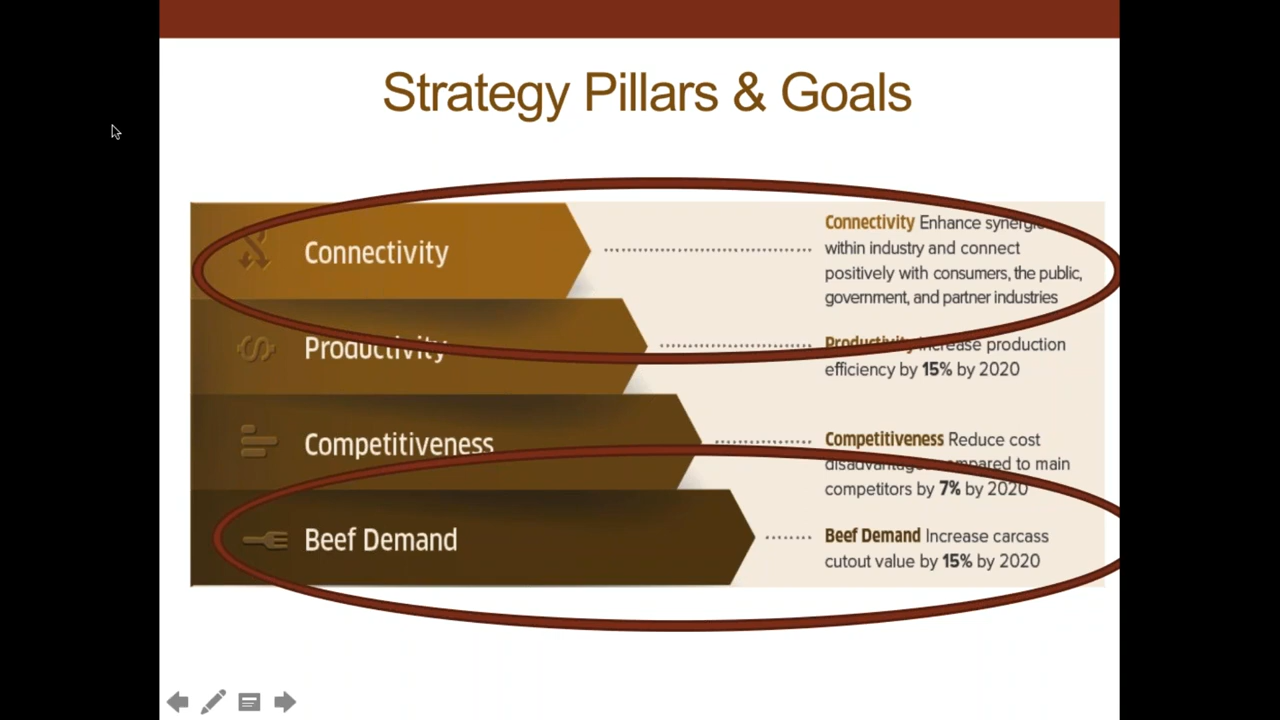 Strategy Pillars & Goals
Connectivity
Connectivity Enhance synergies
within industry and connect
positively with consumers, the public,
government, and partner industries
Productivity
Productivity Increase production
efficiency by 15% by 2020
Competitiveness
Competitiveness Reduce cost
disadvantages compared to main
competitors by 7% by 2020
Beef Demand
Beef Demand Increase carcass
cutout value by 15% by 2020